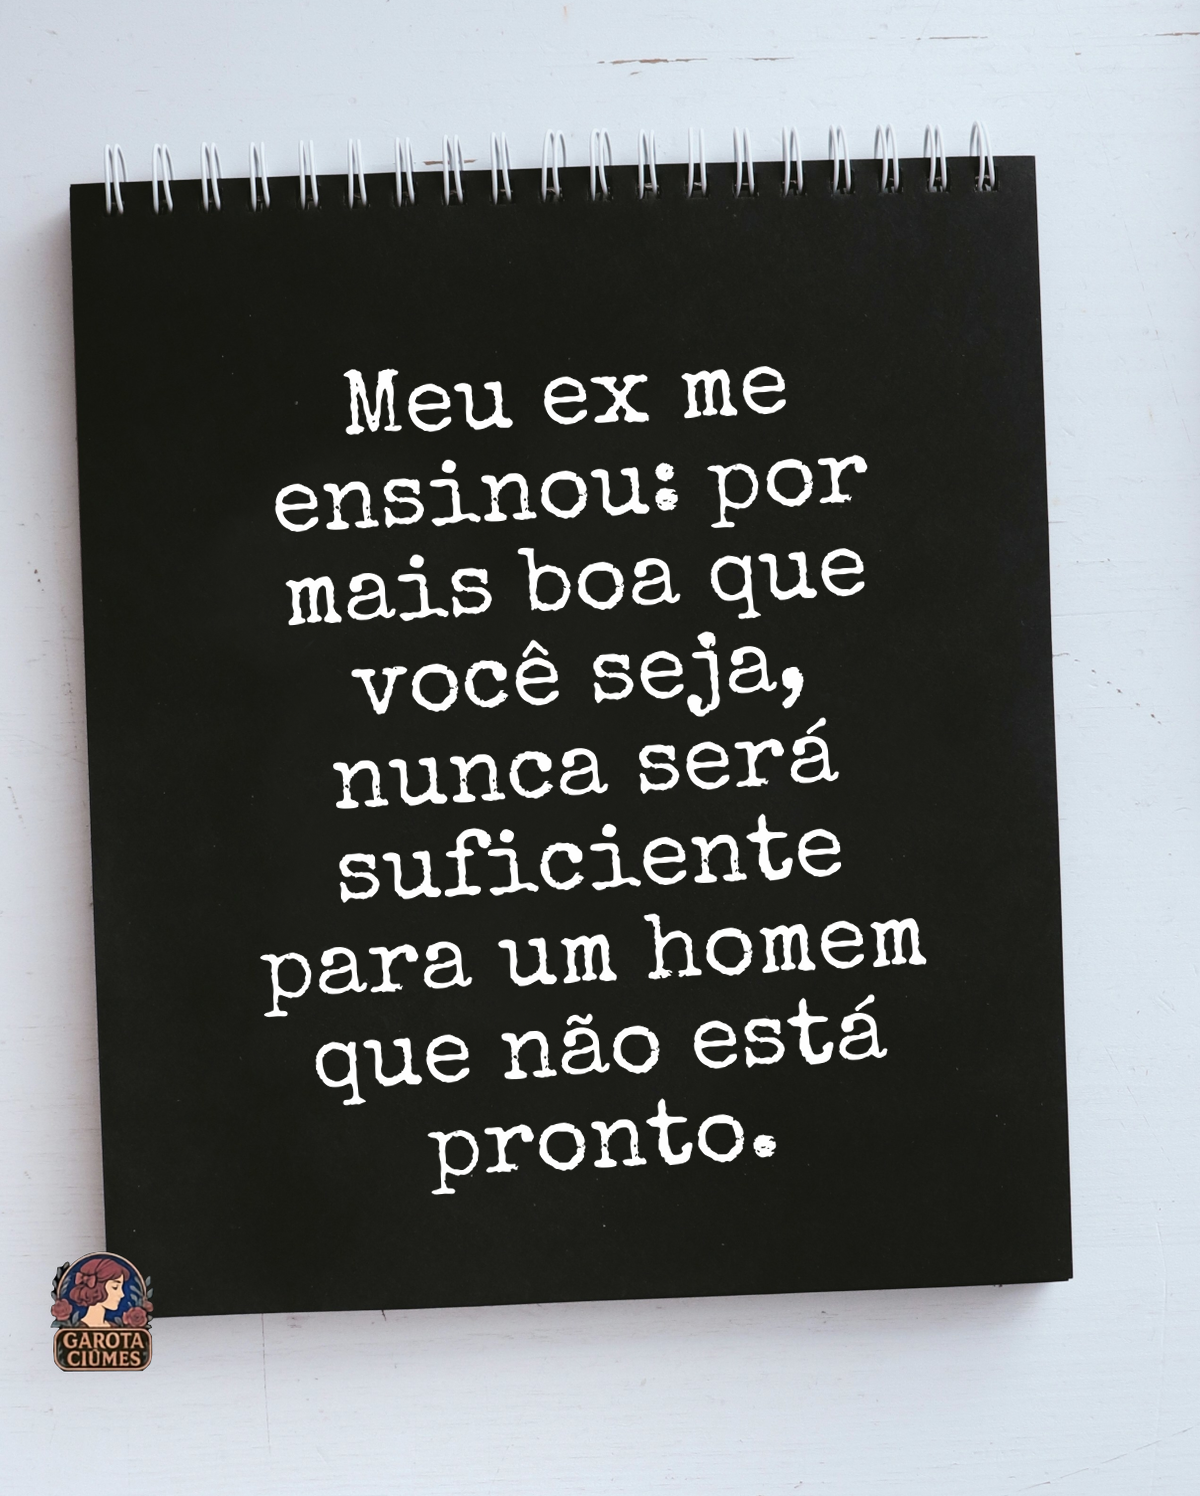 Meu ex me
ensinou: por
mais boa que
você seja,
nunca será
suficiente
para um homem
que não está
pronto.
GAROTA
CIÚMES